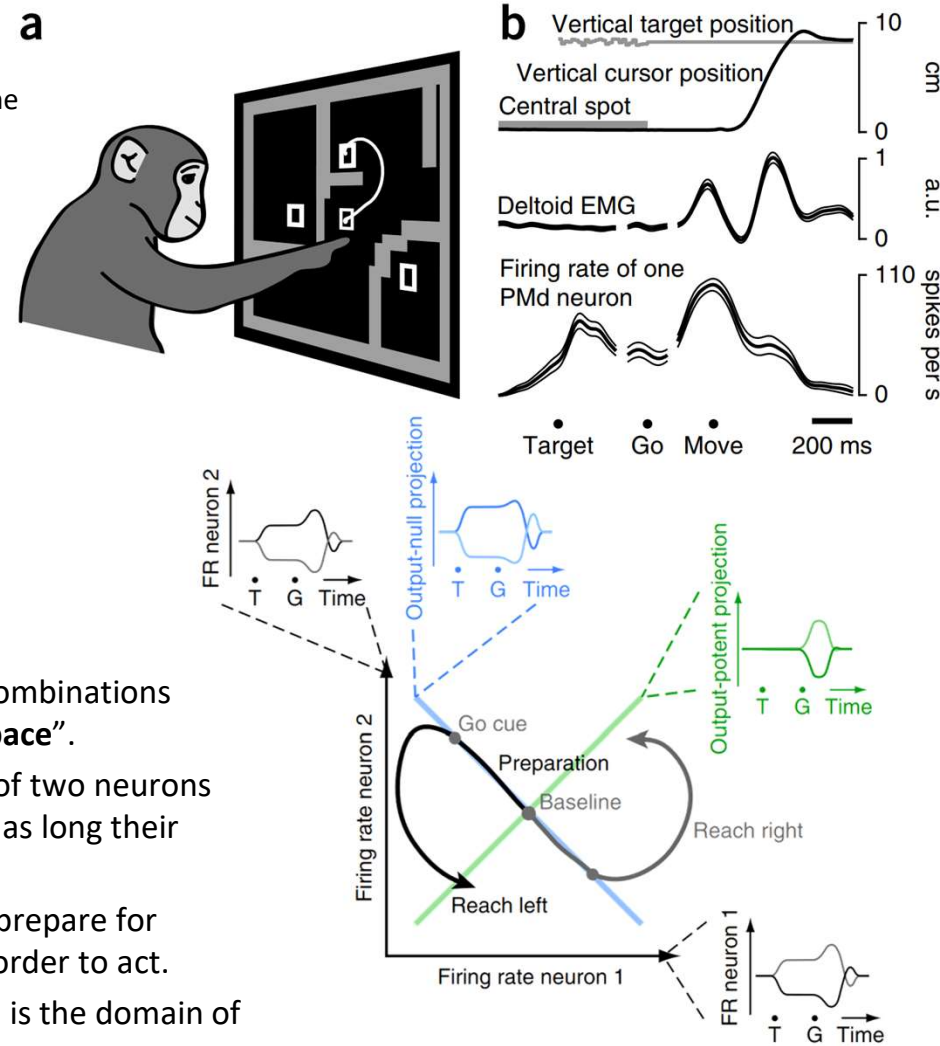 a
b
ne
Vertical target position
Vertical cursor position
Central spot
10
cm
0
1
a.u.
0
Deltoid EMG
Firing rate of one
PMd neuron
110
spikes per s
0
Target
Go
Move
200 ms
FR neuron 2
T G Time
Output-null projection
T G Time
Output-potent projection
T G Time
ombinations
pace”.
of two neurons
as long their
prepare for
order to act.
is the domain of
Firing rate neuron 2
Go cue
Preparation
Baseline
Reach right
Reach left
Firing rate neuron 1
FR neuron 1
T G Time